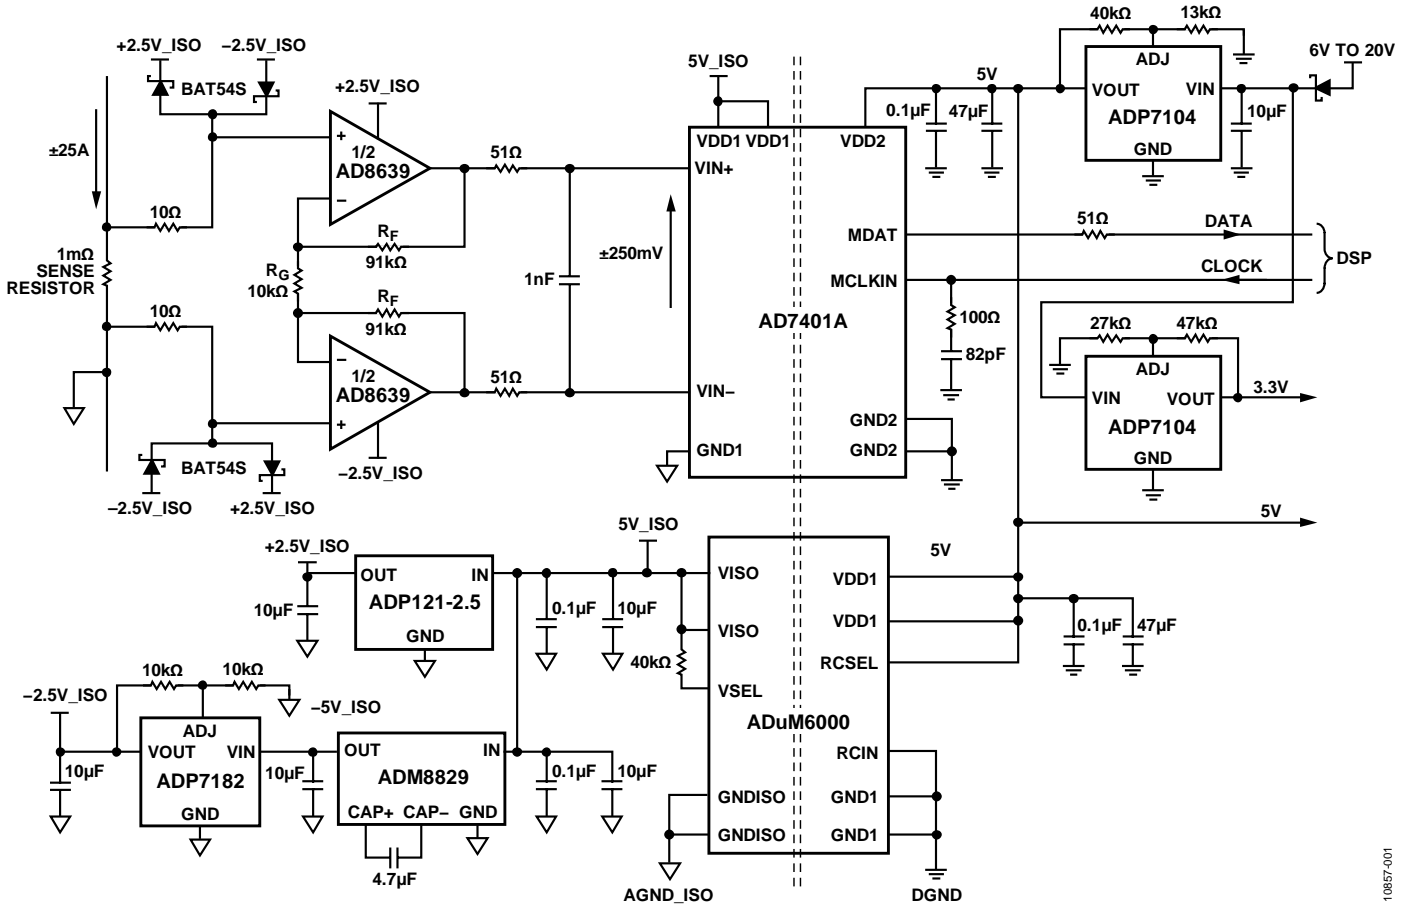 40kΩ
13kΩ
+2.5V_ISO
−2.5V_ISO
6V TO 20V
5V_ISO
ADJ
5V
BAT54S
+2.5V_ISO
VOUT
VIN
0.1µF
47µF
10µF
ADP7104
VDD1 VDD1
VDD2
GND
±25A
+
1/2
AD8639
−
51Ω
VIN+
10Ω
RF
91kΩ
51Ω
DATA
MDAT
±250mV
1mΩ
SENSE
RESISTOR
RG
10kΩ
1nF
MCLKIN
CLOCK
DSP
10Ω
RF
91kΩ
AD7401A
100Ω
82pF
27kΩ
47kΩ
ADJ
−
1/2
AD8639
+
51Ω
VIN−
VIN
VOUT
3.3V
ADP7104
GND2
GND2
GND
GND1
BAT54S
−2.5V_ISO
−2.5V_ISO
+2.5V_ISO
5V
5V_ISO
+2.5V_ISO
OUT
IN
ADP121-2.5
GND
10µF
0.1µF
10µF
VISO
VISO
40kΩ
VSEL
5V
VDD1
VDD1
RCSEL
0.1µF
47µF
10kΩ
10kΩ
−2.5V_ISO
−5V_ISO
ADJ
VOUT
VIN
ADP7182
GND
10µF
10µF
OUT
IN
ADM8829
CAP+
CAP−
GND
4.7µF
0.1µF
10µF
ADuM6000
RCIN
GNDISO
GND1
GNDISO
GND1
AGND_ISO
DGND
10857-001